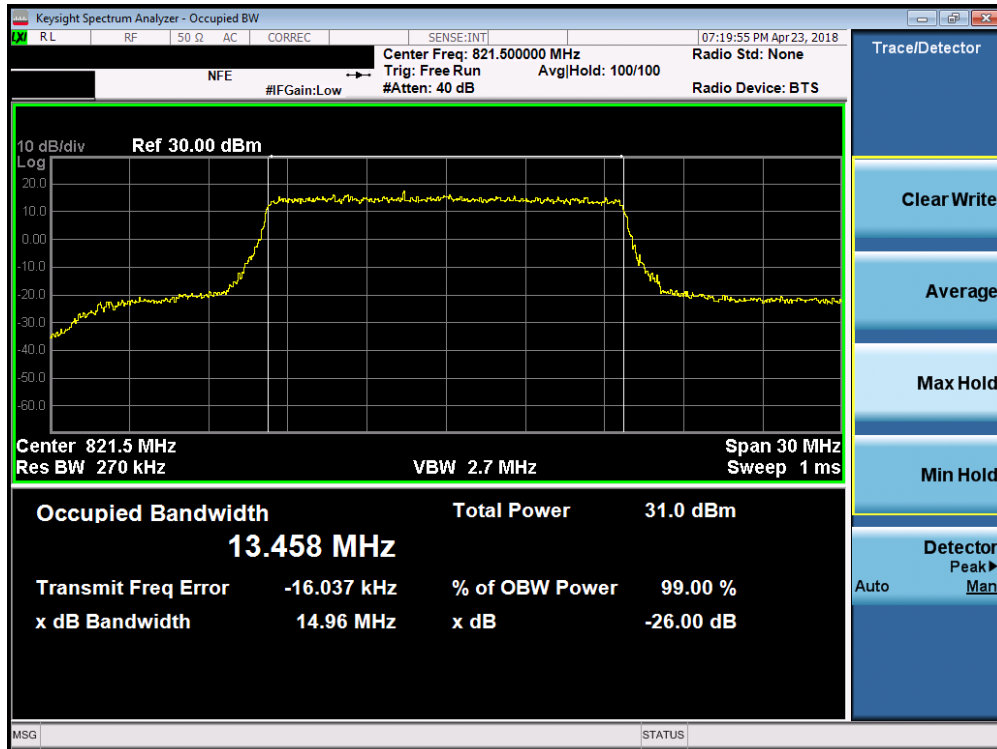 Keysight Spectrum Analyzer - Occupied BW
LXI RL RF 50 Ω AC CORREC SENSE:INT 07:19:55 PM Apr 23, 2018
Center Freq: 821.500000 MHz Radio Std: None
NFE Trig: Free Run Avg|Hold: 100/100
#IFGain:Low #Atten: 40 dB Radio Device: BTS
10 dB/div Ref 30.00 dBm
Log
20.0
10.0
0.00
-10.0
-20.0
-30.0
-40.0
-50.0
-60.0
Center 821.5 MHz Span 30 MHz
Res BW 270 kHz VBW 2.7 MHz Sweep 1 ms
Occupied Bandwidth Total Power 31.0 dBm
13.458 MHz
Transmit Freq Error -16.037 kHz % of OBW Power 99.00 %
x dB Bandwidth 14.96 MHz x dB -26.00 dB
MSG STATUS
Trace/Detector
Clear Write
Average
Max Hold
Min Hold
Detector
Peak▶
Auto Man